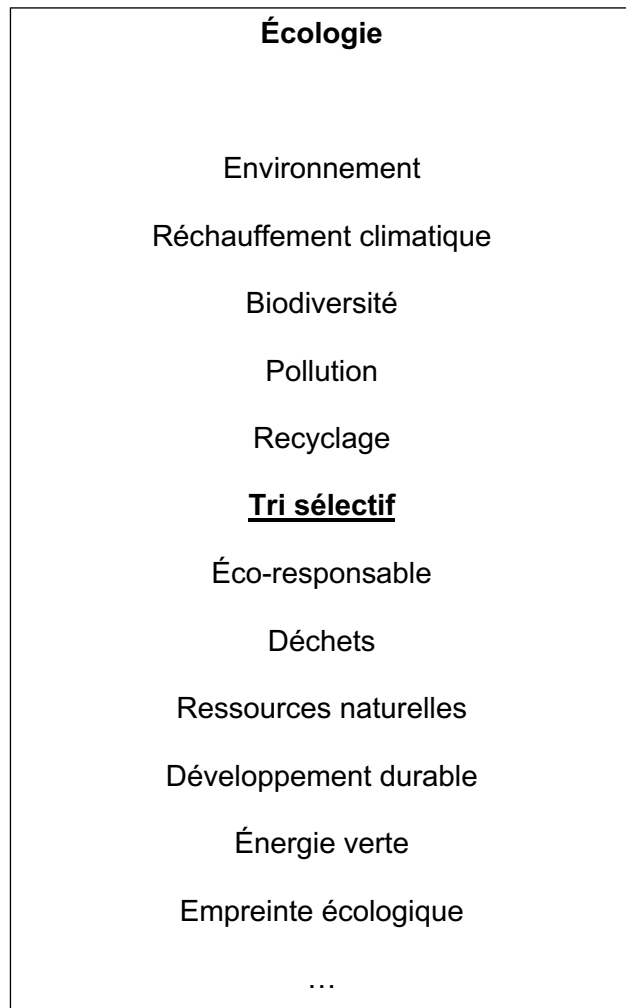 Écologie
Environnement
Réchauffement climatique
Biodiversité
Pollution
Recyclage
Tri sélectif
Éco-responsable
Déchets
Ressources naturelles
Développement durable
Énergie verte
Empreinte écologique
…